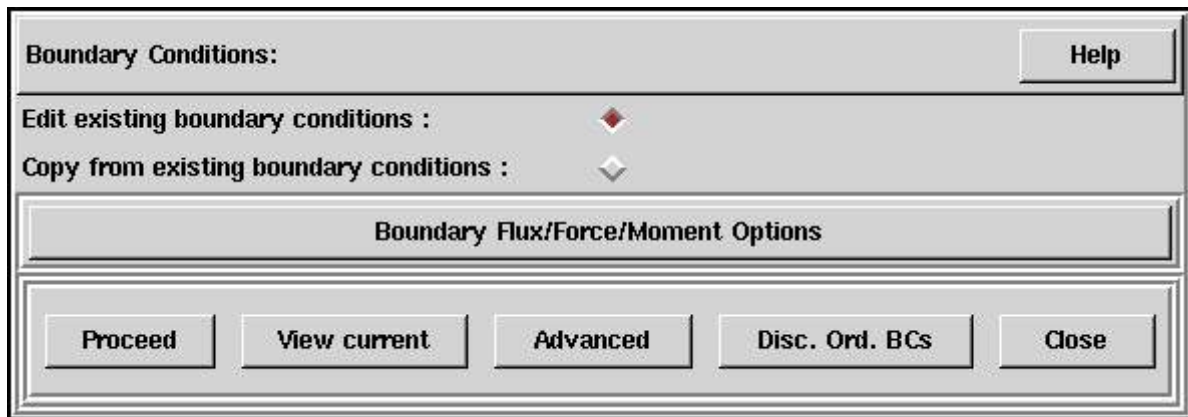 Boundary Conditions:
Help
Edit existing boundary conditions :
Copy from existing boundary conditions :
Boundary Flux/Force/Moment Options
Proceed
View current
Advanced
Disc. Ord. BCs
Close